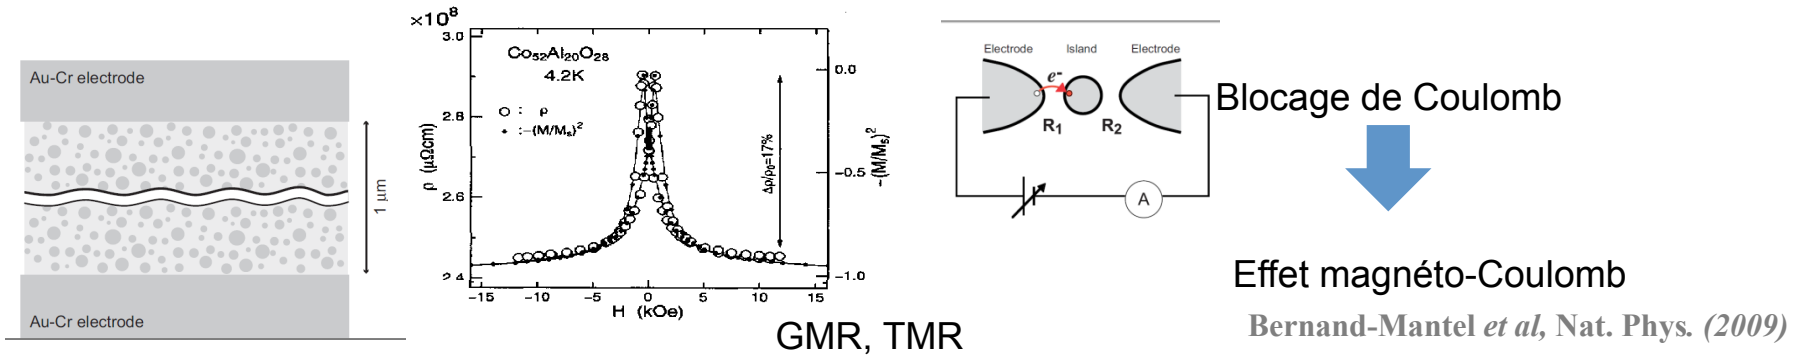 Au-Cr electrode
1 µm
Au-Cr electrode
×10⁸
3.0
2.8
2.6
2.4
ρ (µΩcm)
Co₅₂Al₂₀O₂₈
4.2K
○ : ρ
• :-(M/Mₛ)²
Δρ/ρ₀=17%
0.0
-0.5
-1.0
-(M/Mₛ)²
-15 -10 -5 0 5 10 15
H (kOe)
GMR, TMR
Electrode Island Electrode
e-
R₁ R₂
A
Blocage de Coulomb
Effet magnéto-Coulomb
Bernand-Mantel et al, Nat. Phys. (2009)